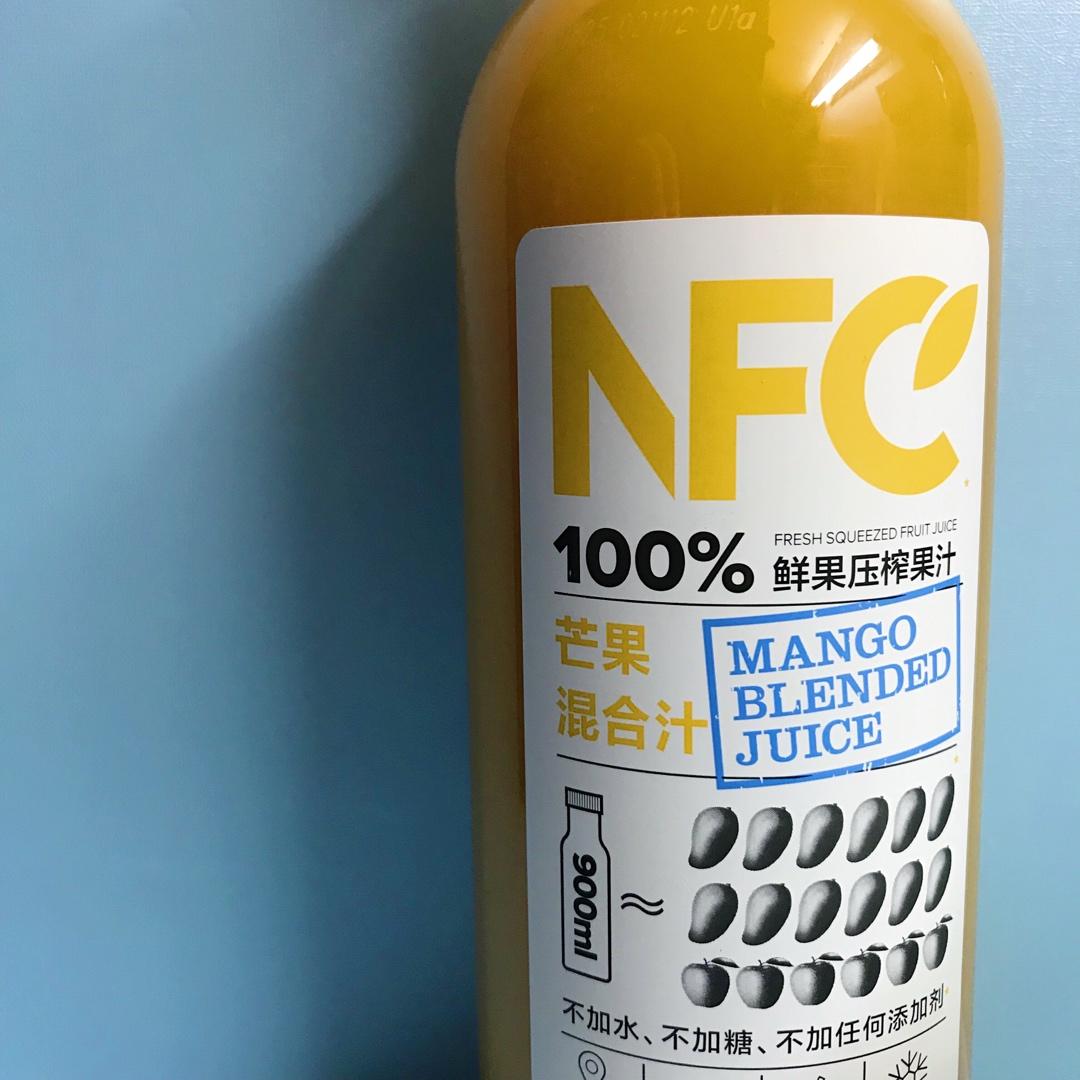 NFC
100%
FRESH SQUEEZED FRUIT JUICE
鲜果压榨果汁
芒果
混合汁
MANGO
BLENDED
JUICE
900ml
≈
不加水、不加糖、不加任何添加剂